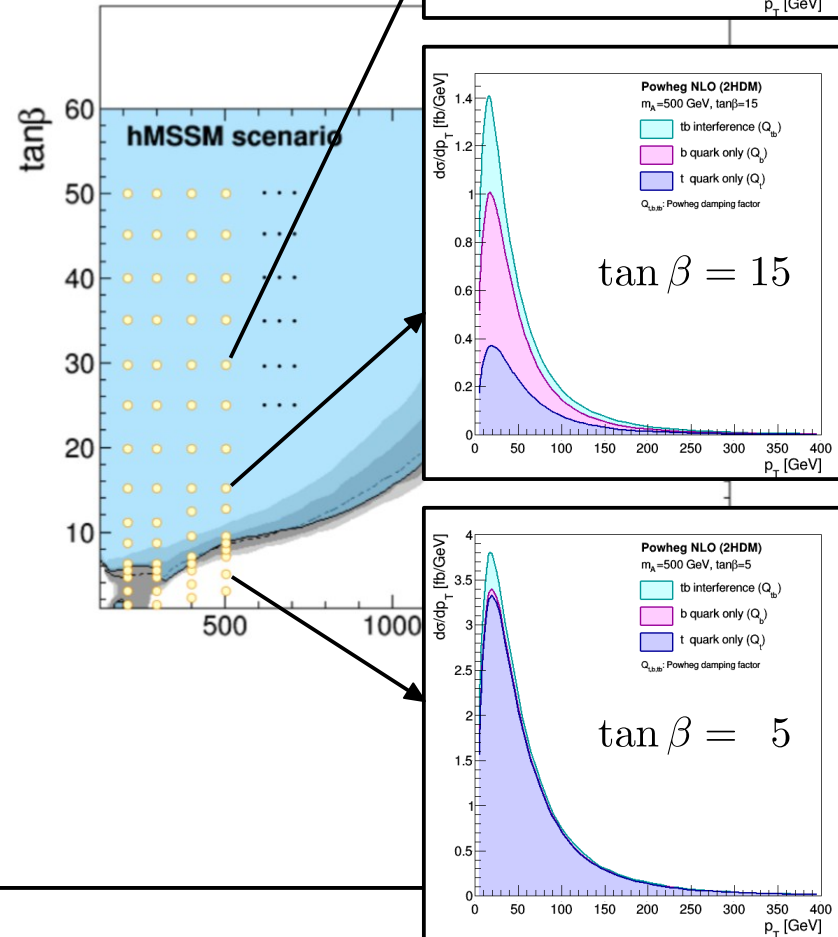 p_T [GeV]
tanβ
60
50
40
30
20
10
hMSSM scenario
500
1000
dσ/dp_T [fb/GeV]
1.4
1.2
1
0.8
0.6
0.4
0.2
0
Powheg NLO (2HDM)
m_A=500 GeV, tanβ=15
tb interference (Q_tb)
b quark only (Q_b)
t quark only (Q_t)
Q_t,b,tb: Powheg damping factor
tan β = 15
0 50 100 150 200 250 300 350 400
p_T [GeV]
dσ/dp_T [fb/GeV]
4
3.5
3
2.5
2
1.5
1
0.5
0
Powheg NLO (2HDM)
m_A=500 GeV, tanβ=5
tb interference (Q_tb)
b quark only (Q_b)
t quark only (Q_t)
Q_t,b,tb: Powheg damping factor
tan β = 5
0 50 100 150 200 250 300 350 400
p_T [GeV]